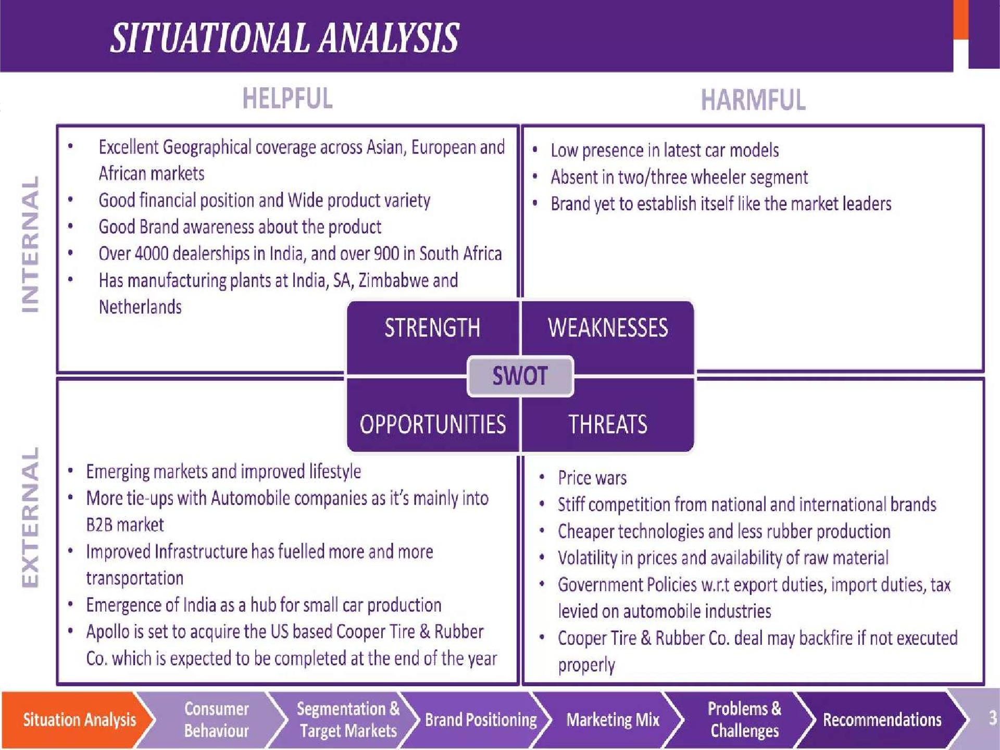 SITUATIONAL ANALYSIS
HELPFUL
HARMFUL
INTERNAL
• Excellent Geographical coverage across Asian, European and
African markets
• Good financial position and Wide product variety
• Good Brand awareness about the product
• Over 4000 dealerships in India, and over 900 in South Africa
• Has manufacturing plants at India, SA, Zimbabwe and
Netherlands
• Low presence in latest car models
• Absent in two/three wheeler segment
• Brand yet to establish itself like the market leaders
STRENGTH
WEAKNESSES
SWOT
OPPORTUNITIES
THREATS
EXTERNAL
• Emerging markets and improved lifestyle
• More tie-ups with Automobile companies as it’s mainly into
B2B market
• Improved Infrastructure has fuelled more and more
transportation
• Emergence of India as a hub for small car production
• Apollo is set to acquire the US based Cooper Tire & Rubber
Co. which is expected to be completed at the end of the year
• Price wars
• Stiff competition from national and international brands
• Cheaper technologies and less rubber production
• Volatility in prices and availability of raw material
• Government Policies w.r.t export duties, import duties, tax
levied on automobile industries
• Cooper Tire & Rubber Co. deal may backfire if not executed
properly
Situation Analysis
Consumer
Behaviour
Segmentation &
Target Markets
Brand Positioning
Marketing Mix
Problems &
Challenges
Recommendations
3